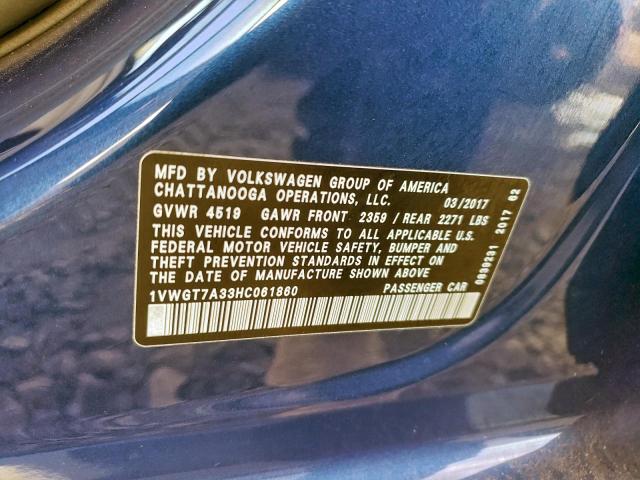 MFD BY VOLKSWAGEN GROUP OF AMERICA
CHATTANOOGA OPERATIONS, LLC. 03/2017
GVWR 4519 GAWR FRONT 2359 / REAR 2271 LBS
THIS VEHICLE CONFORMS TO ALL APPLICABLE U.S.
FEDERAL MOTOR VEHICLE SAFETY, BUMPER AND
THEFT PREVENTION STANDARDS IN EFFECT ON
THE DATE OF MANUFACTURE SHOWN ABOVE
1VWGT7A33HC061860 PASSENGER CAR
0639231 2017 62